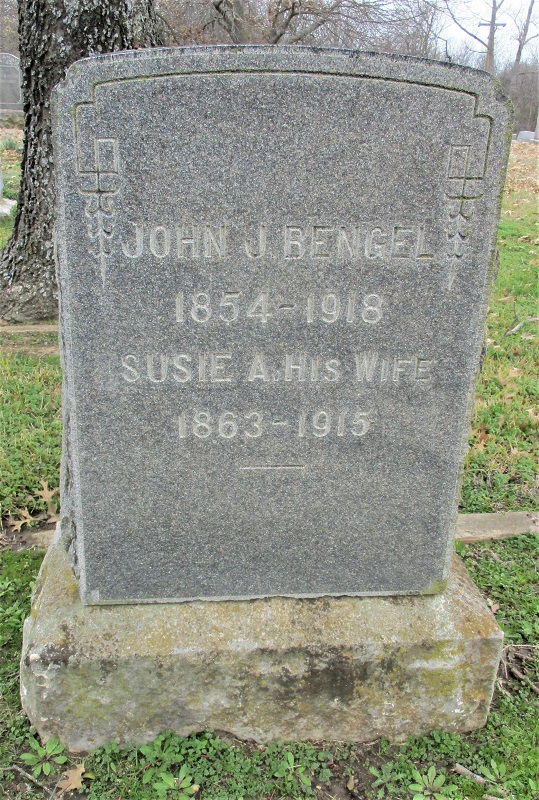 JOHN J. BENGEL
1854-1918
SUSIE A. HIS WIFE
1863-1915